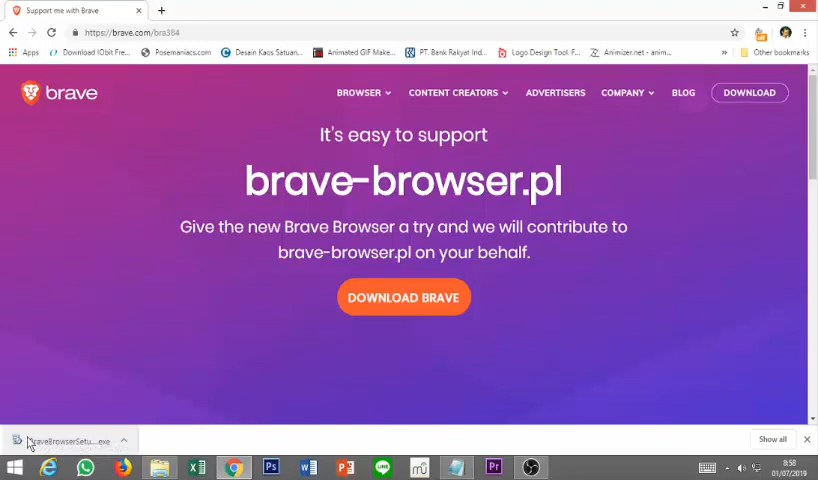 Support me with Brave
https://brave.com/bra384
Apps Download IObit Fre... Posemaniacs.com Desain Kaos Satuan... Animated GIF Make... PT. Bank Rakyat Ind... Logo Design Tool. F... Animizer.net - anim... » Other bookmarks
brave BROWSER CONTENT CREATORS ADVERTISERS COMPANY BLOG DOWNLOAD
It's easy to support
brave-browser.pl
Give the new Brave Browser a try and we will contribute to
brave-browser.pl on your behalf.
DOWNLOAD BRAVE
BraveBrowserSetu....exe Show all
8:58
01/07/2019